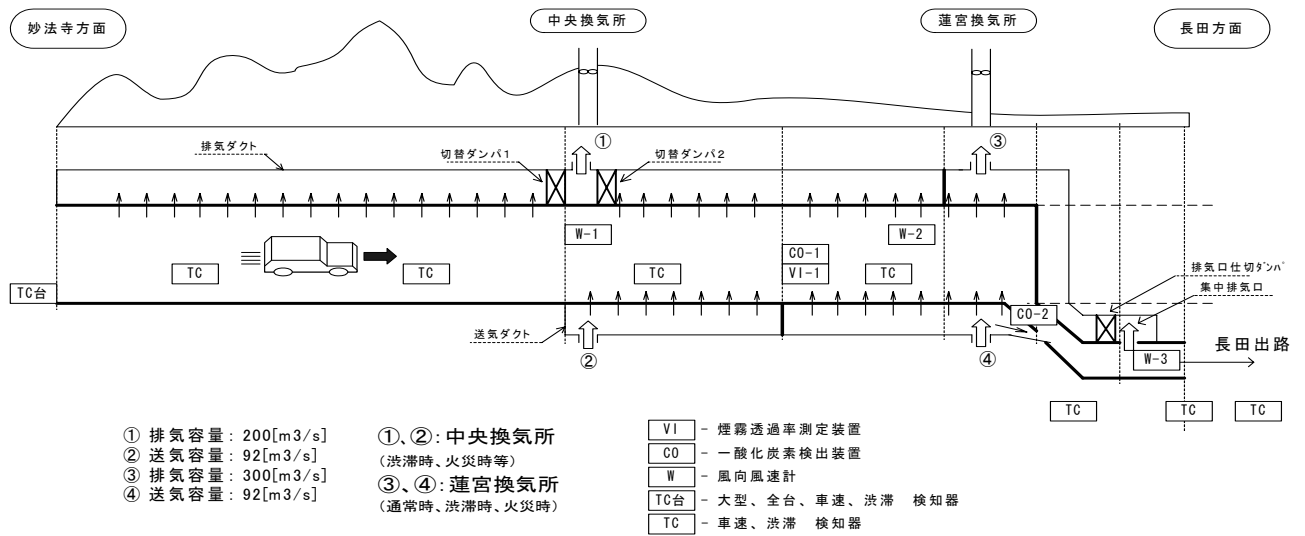 妙法寺方面
中央換気所
蓮宮換気所
長田方面
①
③
排気ダクト
切替ダンパ1
切替ダンパ2
W-1
W-2
CO-1
VI-1
TC
TC
TC
TC
TC台
排気口仕切ダンパ
集中排気口
CO-2
送気ダクト
②
④
W-3
長田出路
TC
TC
TC
① 排気容量: 200[m3/s]
② 送気容量: 92[m3/s]
③ 排気容量: 300[m3/s]
④ 送気容量: 92[m3/s]
①、②: 中央換気所
(渋滞時、火災時等)
③、④: 蓮宮換気所
(通常時、渋滞時、火災時)
VI - 煙霧透過率測定装置
CO - 一酸化炭素検出装置
W - 風向風速計
TC台 - 大型、全台、車速、渋滞 検知器
TC - 車速、渋滞 検知器